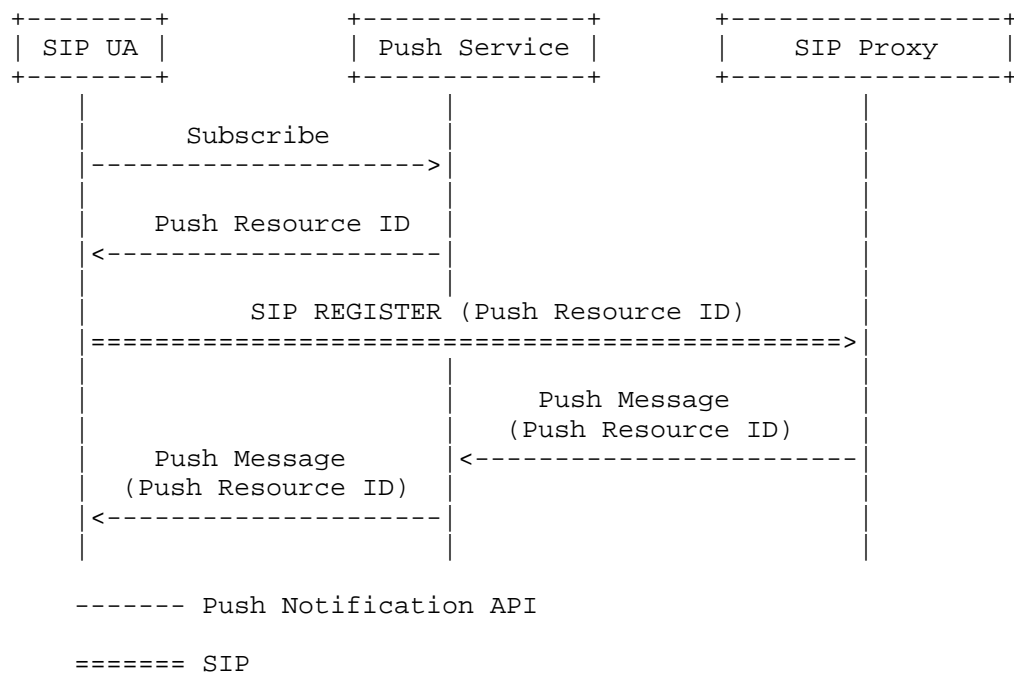 SIP UA Push Service SIP Proxy
Subscribe
Push Resource ID
SIP REGISTER (Push Resource ID)
Push Message
(Push Resource ID)
Push Message
(Push Resource ID)
------- Push Notification API
======= SIP